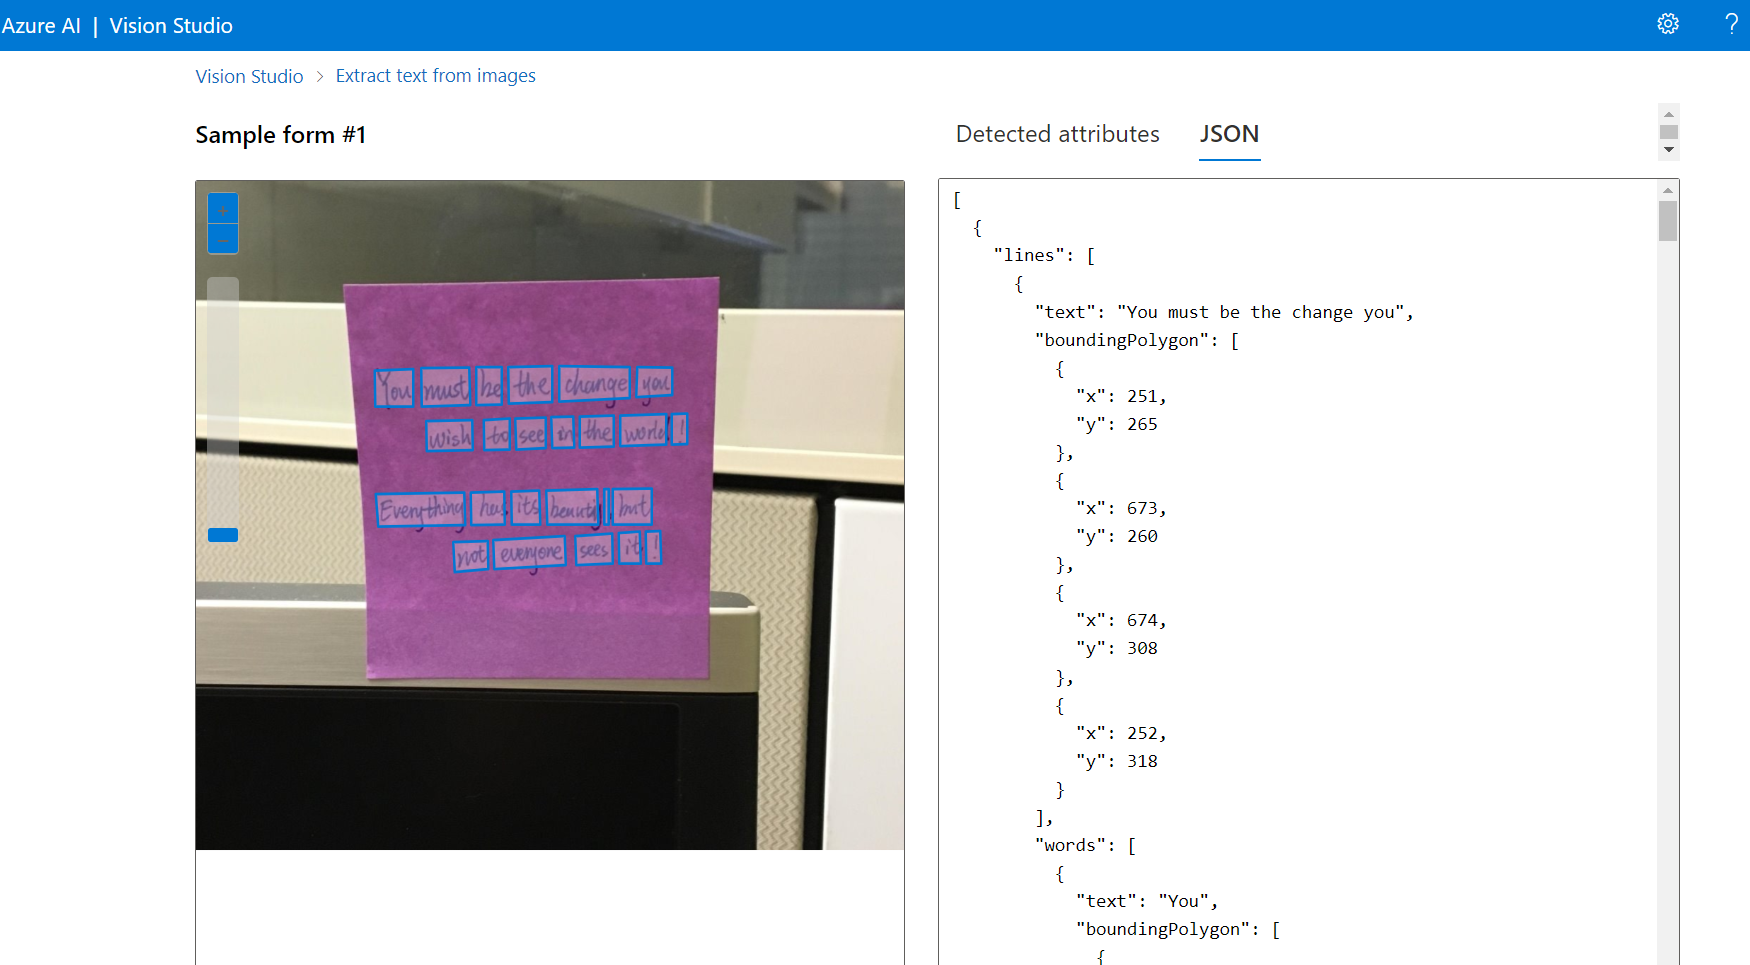 Azure AI | Vision Studio
Vision Studio > Extract text from images
Sample form #1
Detected attributes JSON
+
−
You must be the change you
wish to see in the world !
Everything has its beauty , but
not everyone sees it !
[
{
"lines": [
{
"text": "You must be the change you",
"boundingPolygon": [
{
"x": 251,
"y": 265
},
{
"x": 673,
"y": 260
},
{
"x": 674,
"y": 308
},
{
"x": 252,
"y": 318
}
],
"words": [
{
"text": "You",
"boundingPolygon": [
{